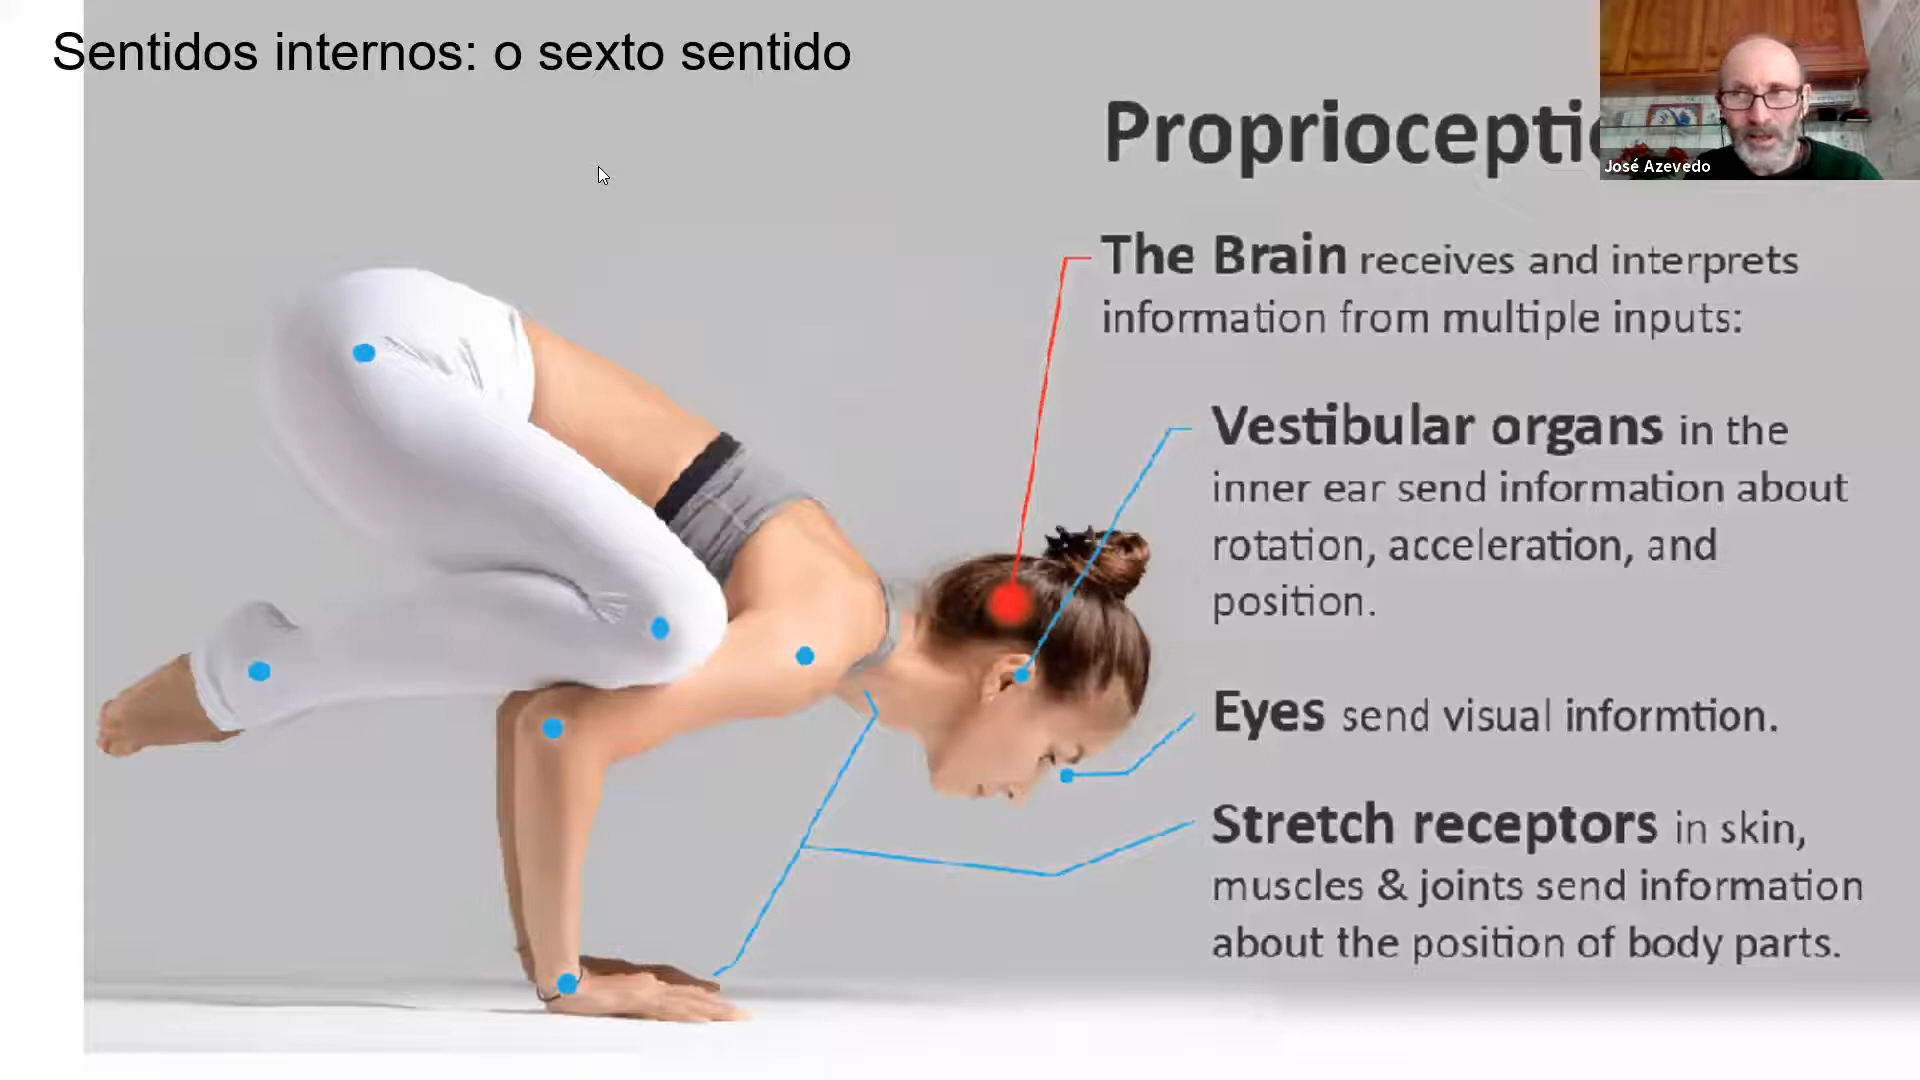 Sentidos internos: o sexto sentido
José Azevedo
The Brain receives and interprets
information from multiple inputs:
Vestibular organs in the
inner ear send information about
rotation, acceleration, and
position.
Eyes send visual informtion.
Stretch receptors in skin,
muscles & joints send information
about the position of body parts.